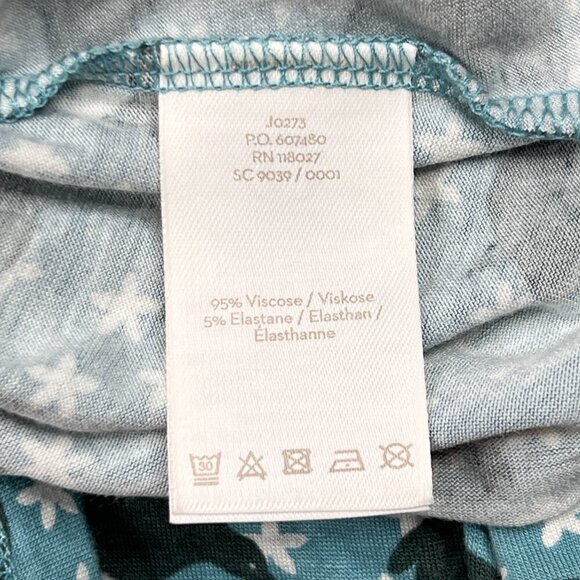 J0273
P.O. 607480
RN 118027
SC 9039 / 0001
95% Viscose / Viskose
5% Elastane / Elasthan /
Élasthanne
30